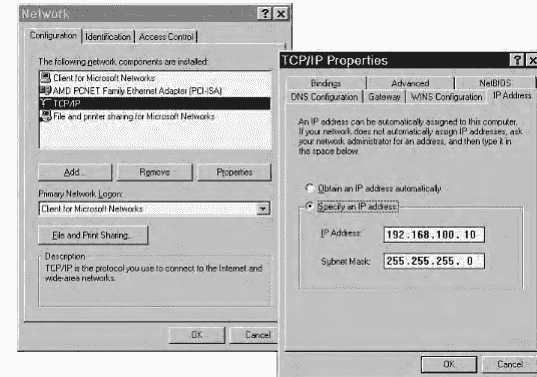 Network
Configuration Identification Access Control
The following network components are installed:
Client for Microsoft Networks
AMD PCNET Family Ethernet Adapter (PCI-ISA)
TCP/IP
File and printer sharing for Microsoft Networks
Add... Remove Properties
Primary Network Logon:
Client for Microsoft Networks
File and Print Sharing...
Description
TCP/IP is the protocol you use to connect to the Internet and
wide-area networks.
OK Cancel
TCP/IP Properties
Bindings Advanced NetBIOS
DNS Configuration Gateway WINS Configuration IP Address
An IP address can be automatically assigned to this computer.
If your network does not automatically assign IP addresses, ask
your network administrator for an address, and then type it in
the space below.
Obtain an IP address automatically
Specify an IP address:
IP Address: 192.168.100.10
Subnet Mask: 255.255.255.0
OK Cancel